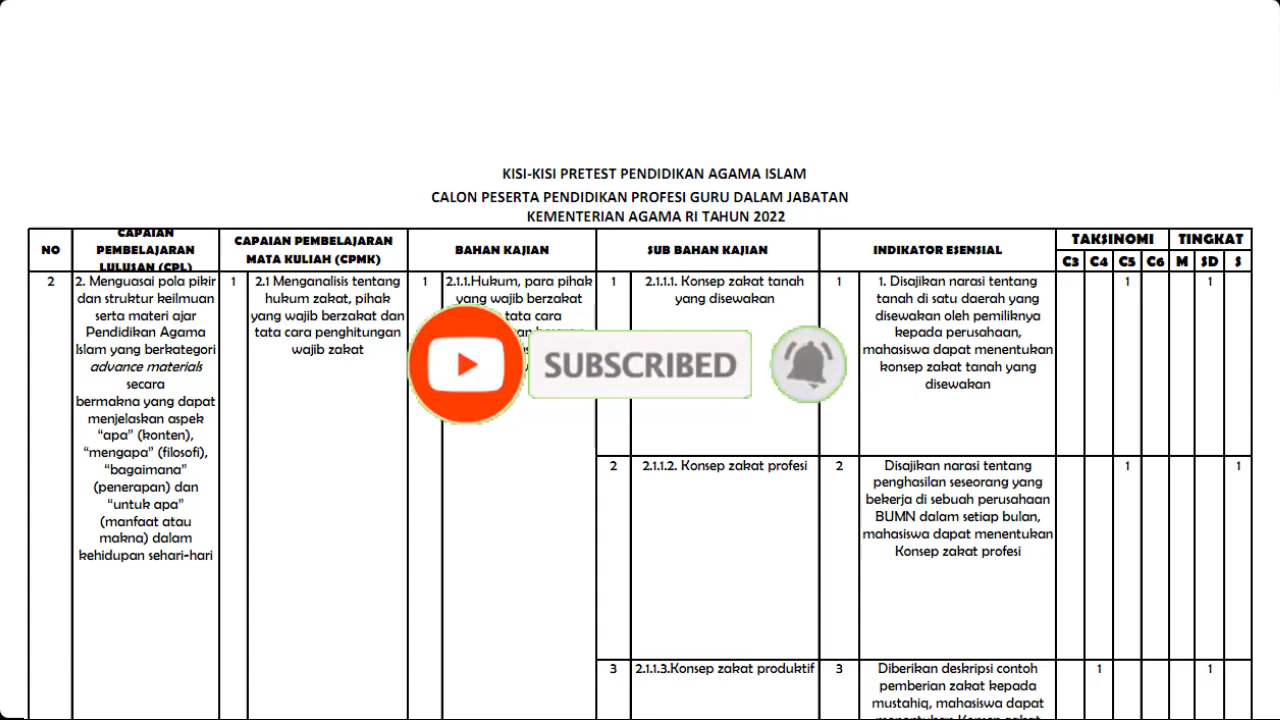 KISI-KISI PRETEST PENDIDIKAN AGAMA ISLAM
CALON PESERTA PENDIDIKAN PROFESI GURU DALAM JABATAN
KEMENTERIAN AGAMA RI TAHUN 2022
NO
CAPAIAN
PEMBELAJARAN
LULUSAN (CPL)
CAPAIAN PEMBELAJARAN
MATA KULIAH (CPMK)
BAHAN KAJIAN
SUB BAHAN KAJIAN
INDIKATOR ESENSIAL
TAKSINOMI
TINGKAT
C3 C4 C5 C6 M SD S
2
2. Menguasai pola pikir
dan struktur keilmuan
serta materi ajar
Pendidikan Agama
Islam yang berkategori
advance materials
secara
bermakna yang dapat
menjelaskan aspek
“apa” (konten),
“mengapa” (filosofi),
“bagaimana”
(penerapan) dan
“untuk apa”
(manfaat atau
makna) dalam
kehidupan sehari-hari
1
2.1 Menganalisis tentang
hukum zakat, pihak
yang wajib berzakat dan
tata cara penghitungan
wajib zakat
1
2.1.1.Hukum, para pihak
yang wajib berzakat
tata cara
1
2.1.1.1. Konsep zakat tanah
yang disewakan
1
1. Disajikan narasi tentang
tanah di satu daerah yang
disewakan oleh pemiliknya
kepada perusahaan,
mahasiswa dapat menentukan
konsep zakat tanah yang
disewakan
1
1
SUBSCRIBED
2
2.1.1.2. Konsep zakat profesi
2
Disajikan narasi tentang
penghasilan seseorang yang
bekerja di sebuah perusahaan
BUMN dalam setiap bulan,
mahasiswa dapat menentukan
Konsep zakat profesi
1
1
3
2.1.1.3.Konsep zakat produktif
3
Diberikan deskripsi contoh
pemberian zakat kepada
mustahiq, mahasiswa dapat
1
1